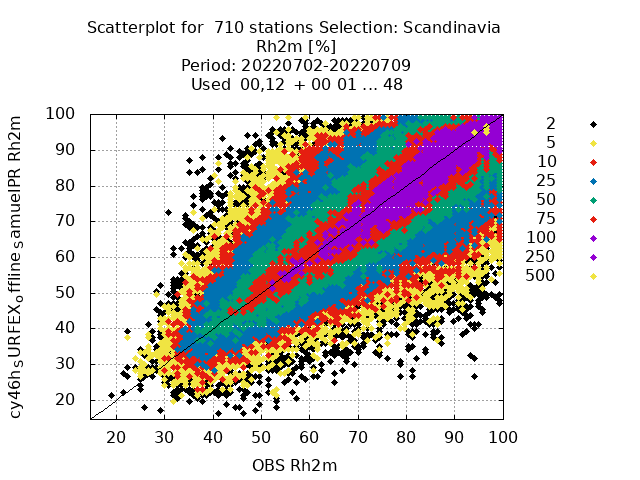 Scatterplot for 710 stations Selection: Scandinavia
Rh2m [%]
Period: 20220702-20220709
Used 00,12 + 00 01 ... 48
cy46h_SURFEX_offline_samuelPR Rh2m
100
90
80
70
60
50
40
30
20
20 30 40 50 60 70 80 90 100
OBS Rh2m
2
5
10
25
50
75
100
250
500